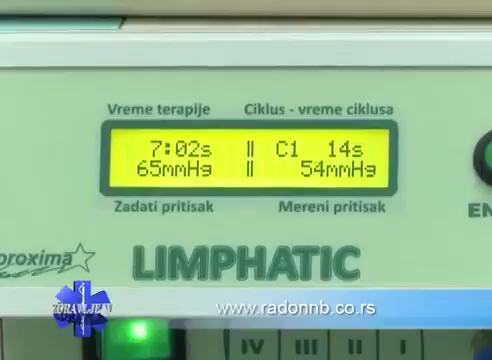 Vreme terapije Ciklus - vreme ciklusa
7:02s || C1 14s
65mmHg || 54mmHg
Zadati pritisak Mereni pritisak
proxima
LIMPHATIC
EN
www.radonnb.co.rs
IV III II I